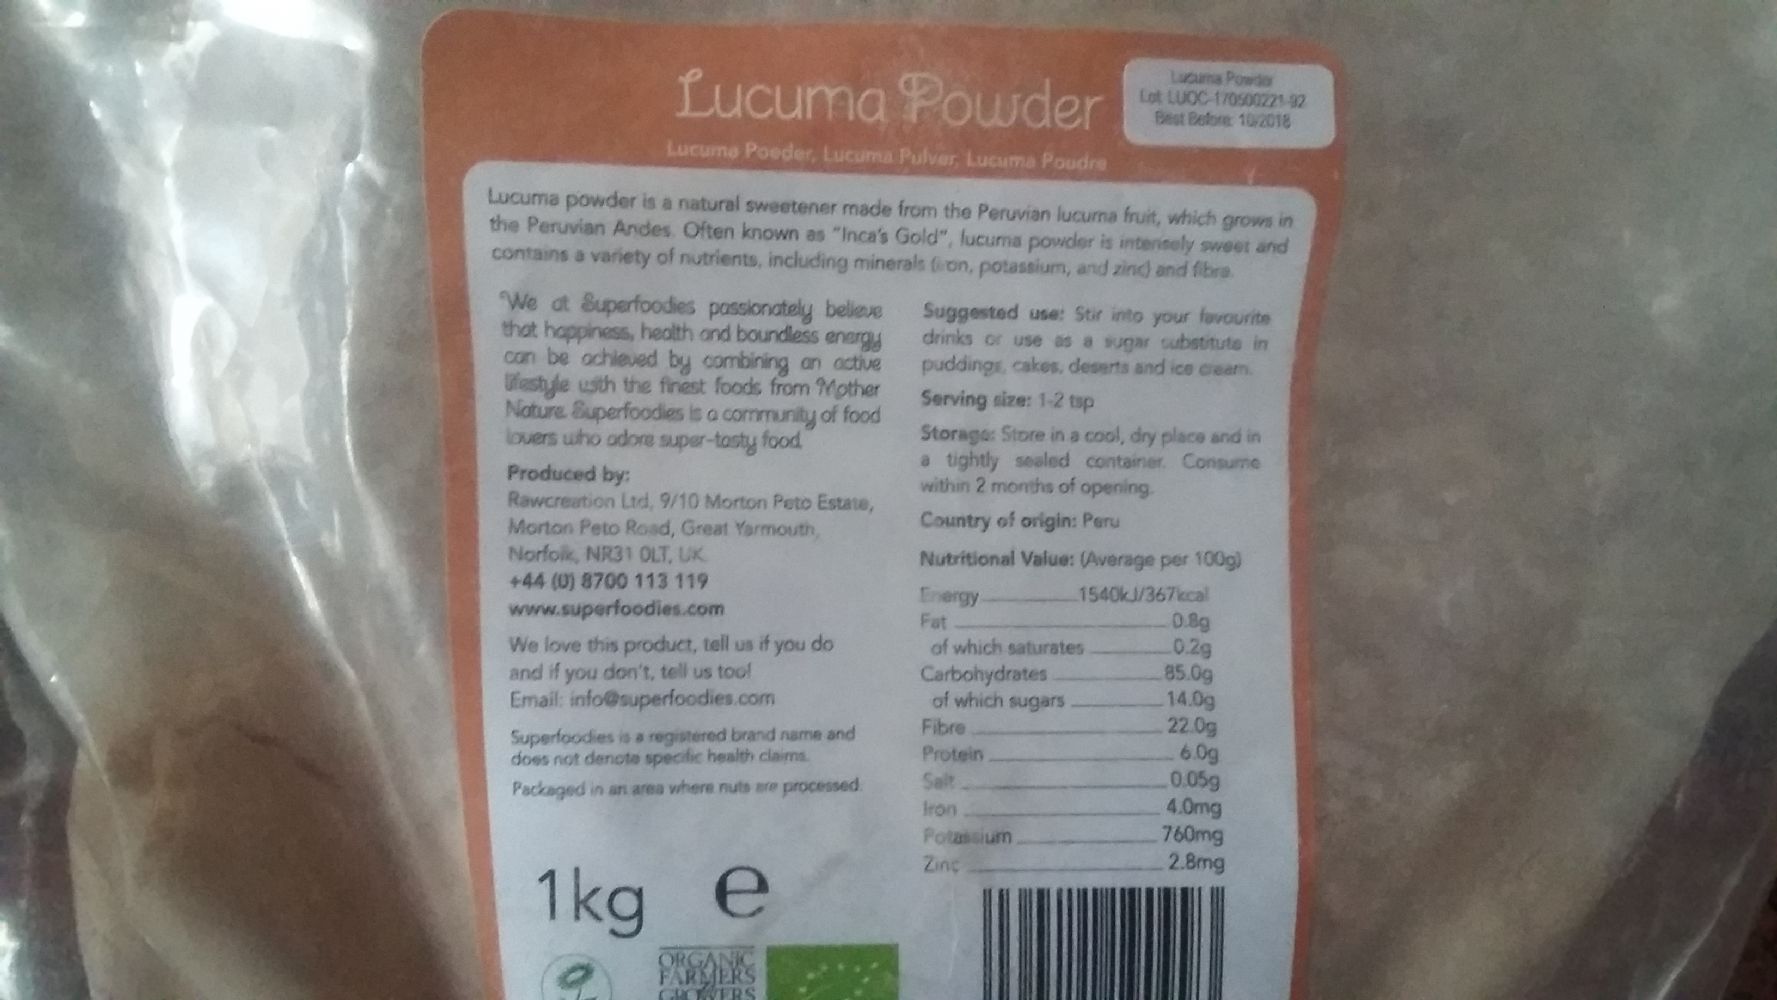 Lucuma Powder
Lucuma Powder
Lot: LUOC-170500221-92
Best Before: 10/2018
Lucuma Poeder, Lucuma Pulver, Lucuma Poudre
Lucuma powder is a natural sweetener made from the Peruvian lucuma fruit, which grows in
the Peruvian Andes. Often known as "Inca's Gold", lucuma powder is intensely sweet and
contains a variety of nutrients, including minerals (iron, potassium, and zinc) and fibre.
"We at Superfoodies passionately believe
that happiness, health and boundless energy
can be achieved by combining an active
lifestyle with the finest foods from Mother
Nature. Superfoodies is a community of food
lovers who adore super-tasty food.
Produced by:
Rawcreation Ltd, 9/10 Morton Peto Estate,
Morton Peto Road, Great Yarmouth,
Norfolk, NR31 0LT, UK.
+44 (0) 8700 113 119
www.superfoodies.com
We love this product, tell us if you do
and if you don't, tell us too!
Email: info@superfoodies.com
Superfoodies is a registered brand name and
does not denote specific health claims.
Packaged in an area where nuts are processed.
1kg e
ORGANIC
FARMERS
GROWERS
Suggested use: Stir into your favourite
drinks or use as a sugar substitute in
puddings, cakes, deserts and ice cream.
Serving size: 1-2 tsp
Storage: Store in a cool, dry place and in
a tightly sealed container. Consume
within 2 months of opening.
Country of origin: Peru
Nutritional Value: (Average per 100g)
Energy 1540kJ/367kcal
Fat 0.8g
of which saturates 0.2g
Carbohydrates 85.0g
of which sugars 14.0g
Fibre 22.0g
Protein 6.0g
Salt 0.05g
Iron 4.0mg
Potassium 760mg
Zinc 2.8mg